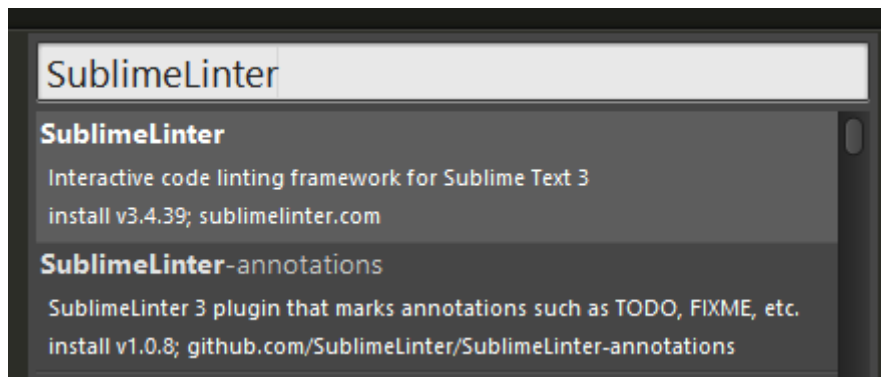 SublimeLinter
SublimeLinter
Interactive code linting framework for Sublime Text 3
install v3.4.39; sublimelinter.com
SublimeLinter-annotations
SublimeLinter 3 plugin that marks annotations such as TODO, FIXME, etc.
install v1.0.8; github.com/SublimeLinter/SublimeLinter-annotations